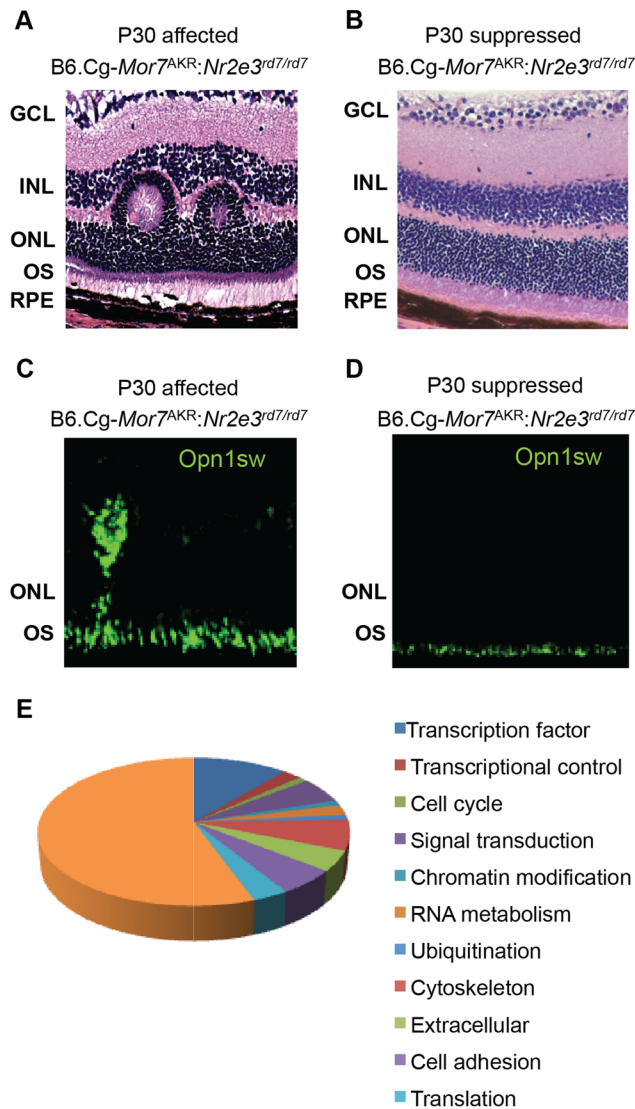 A
P30 affected
B6.Cg-Mor7AKR:Nr2e3rd7/rd7
GCL
INL
ONL
OS
RPE
B
P30 suppressed
B6.Cg-Mor7AKR:Nr2e3rd7/rd7
GCL
INL
ONL
OS
RPE
C
P30 affected
B6.Cg-Mor7AKR:Nr2e3rd7/rd7
Opn1sw
ONL
OS
D
P30 suppressed
B6.Cg-Mor7AKR:Nr2e3rd7/rd7
Opn1sw
ONL
OS
E
Transcription factor
Transcriptional control
Cell cycle
Signal transduction
Chromatin modification
RNA metabolism
Ubiquitination
Cytoskeleton
Extracellular
Cell adhesion
Translation